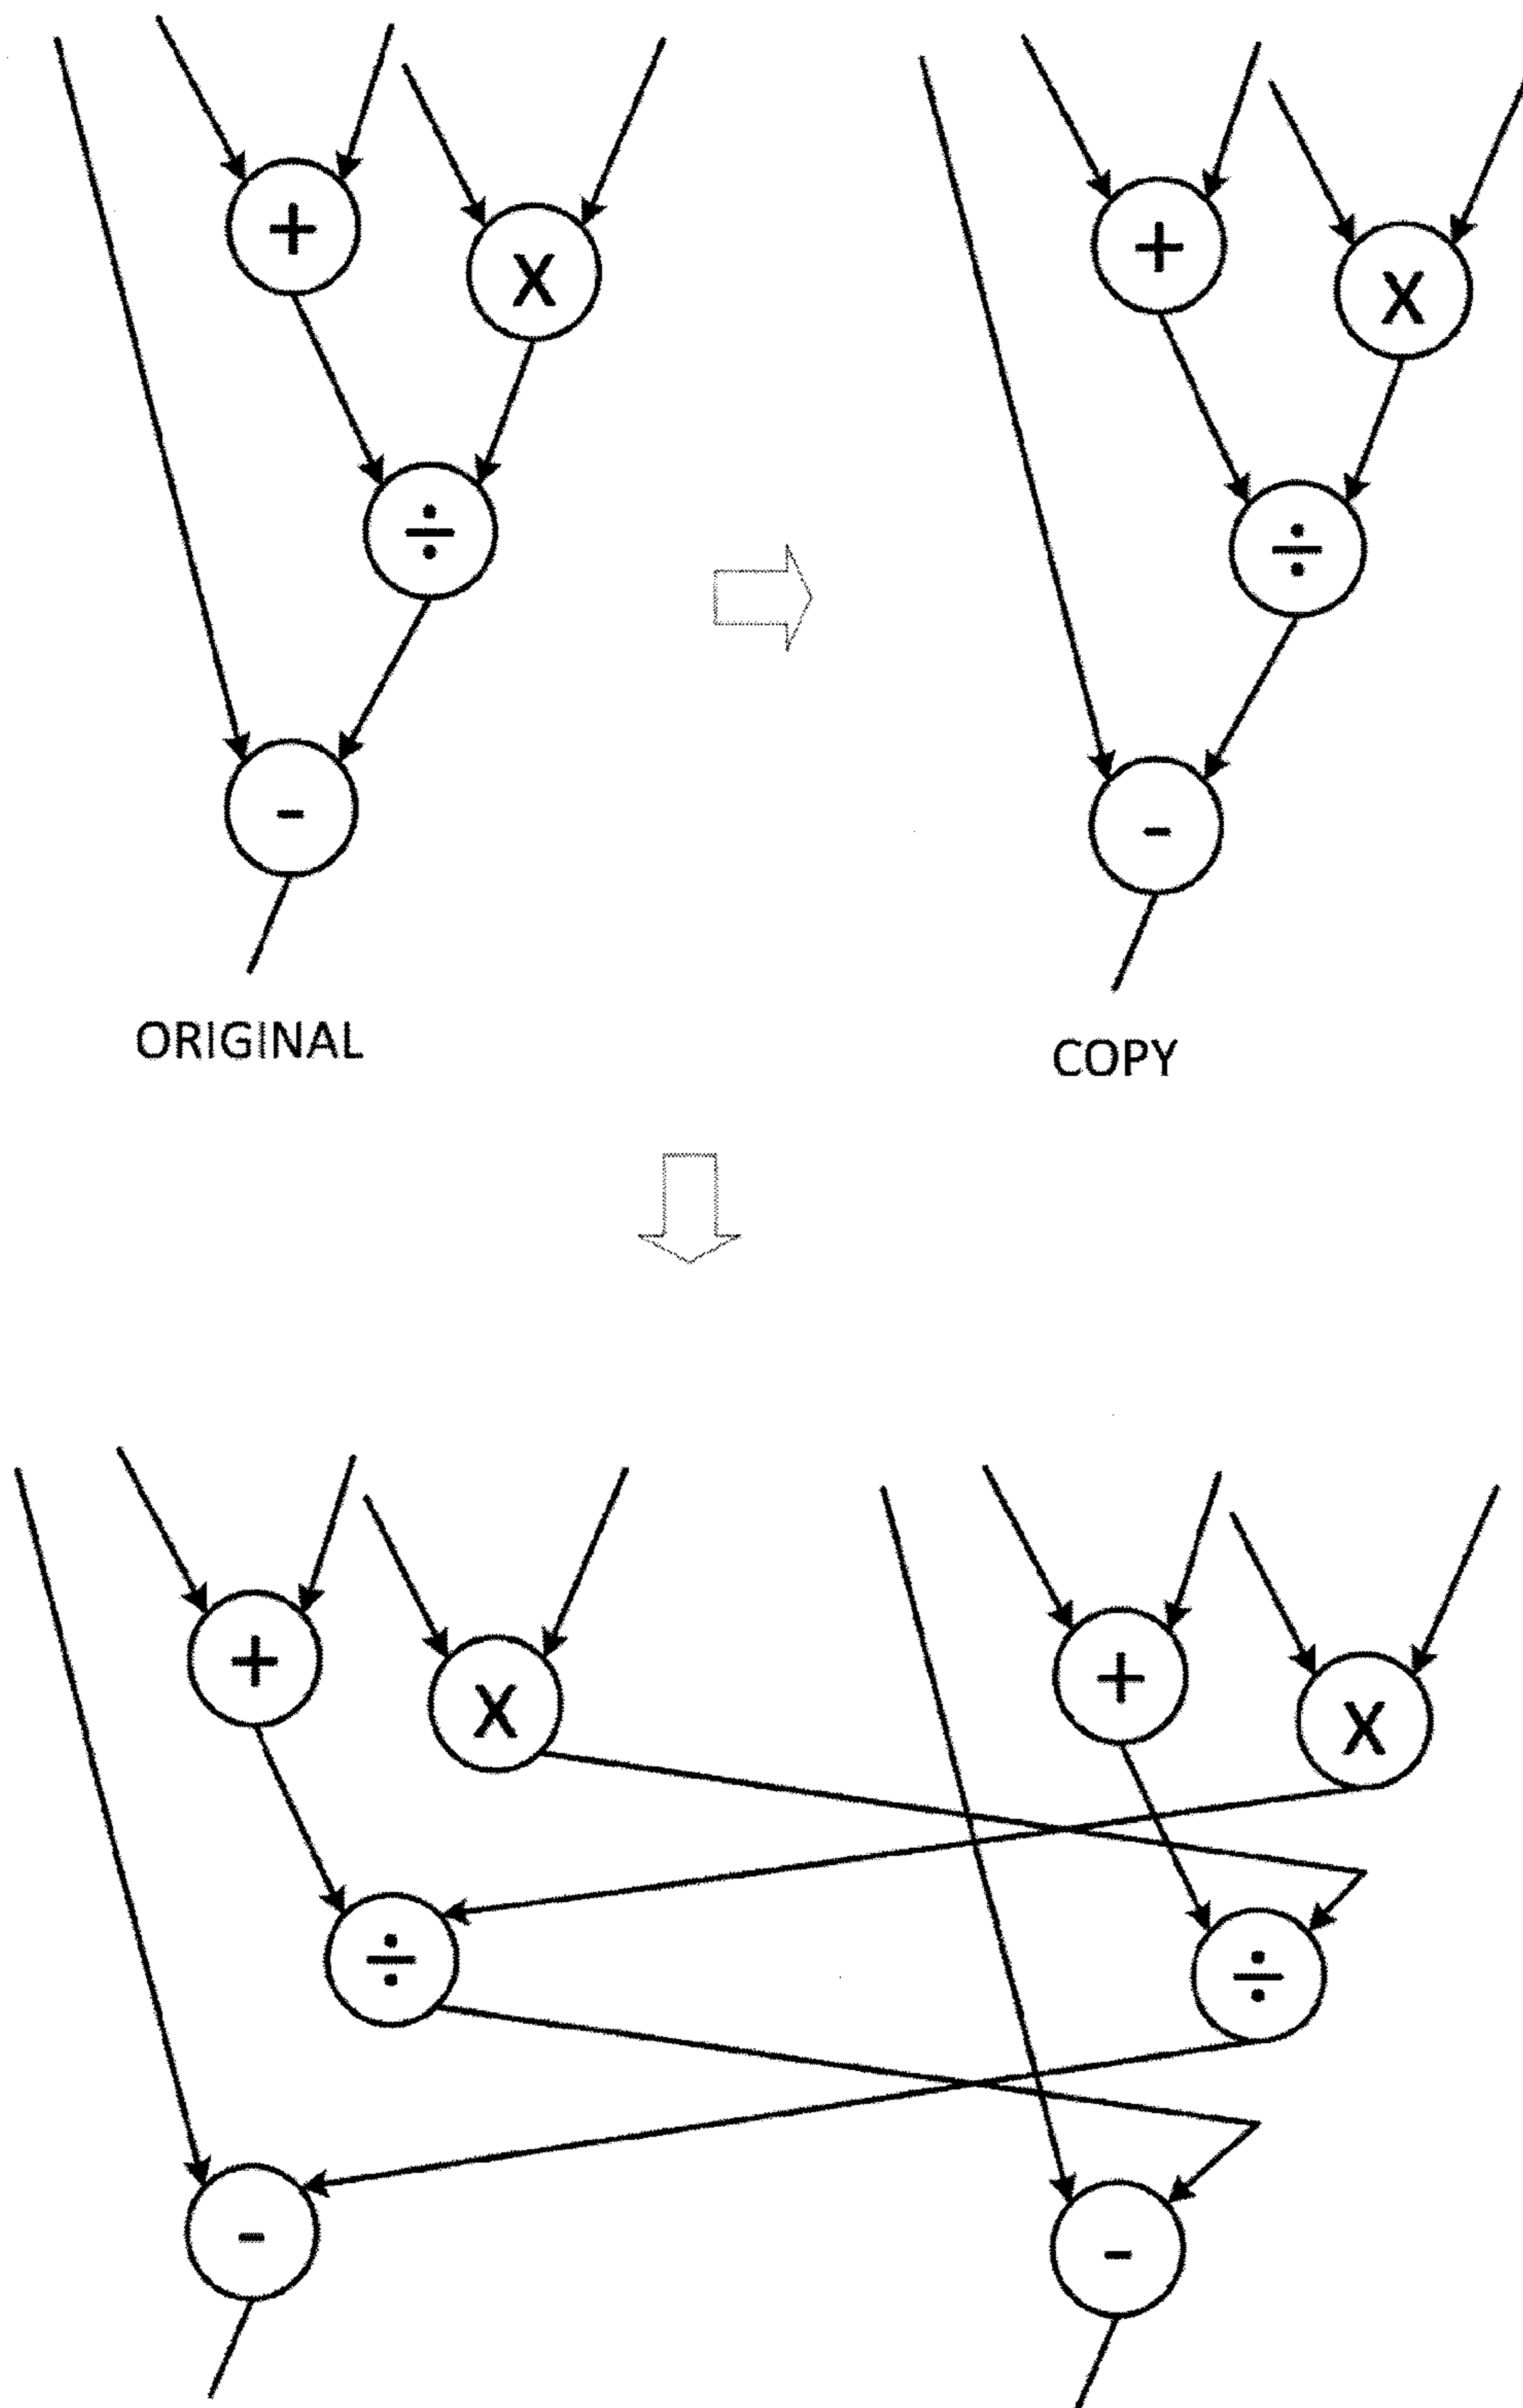 + +
X X
÷ ÷
- -
ORIGINAL
COPY
+ +
X X
÷ ÷
- -